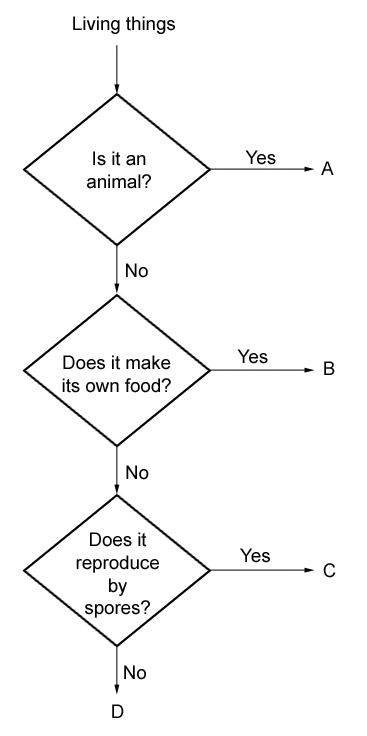 Living things
Is it an
animal?
Yes
A
No
Does it make
its own food?
Yes
B
No
Does it
reproduce
by
spores?
Yes
C
No
D